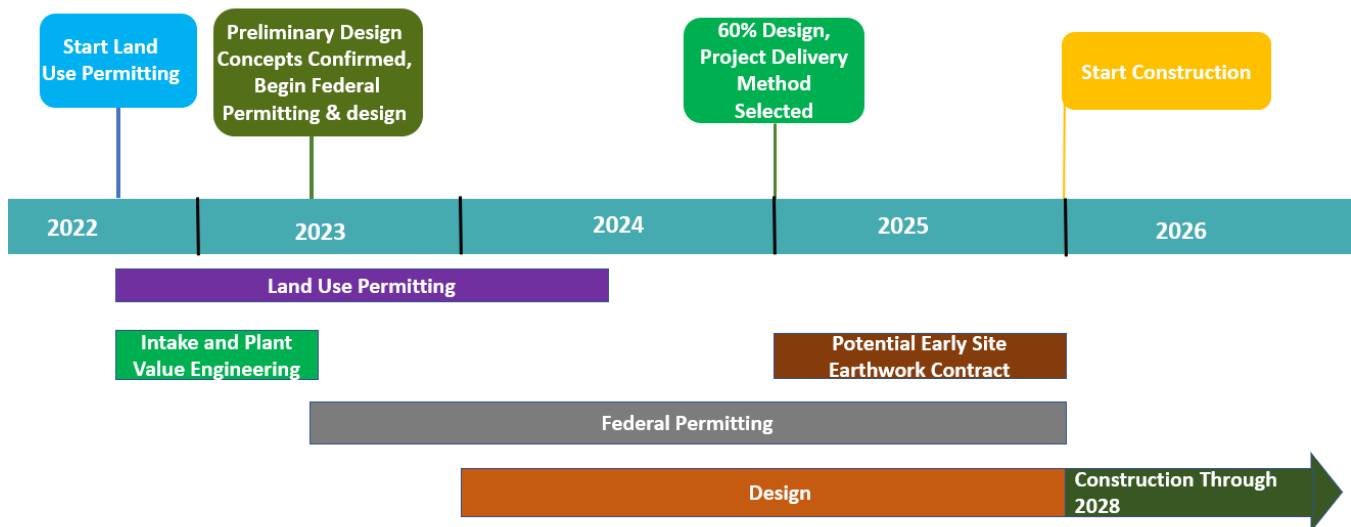 Start Land
Use Permitting
Preliminary Design
Concepts Confirmed,
Begin Federal
Permitting & design
60% Design,
Project Delivery
Method
Selected
Start Construction
2022
2023
2024
2025
2026
Land Use Permitting
Intake and Plant
Value Engineering
Potential Early Site
Earthwork Contract
Federal Permitting
Design
Construction Through
2028